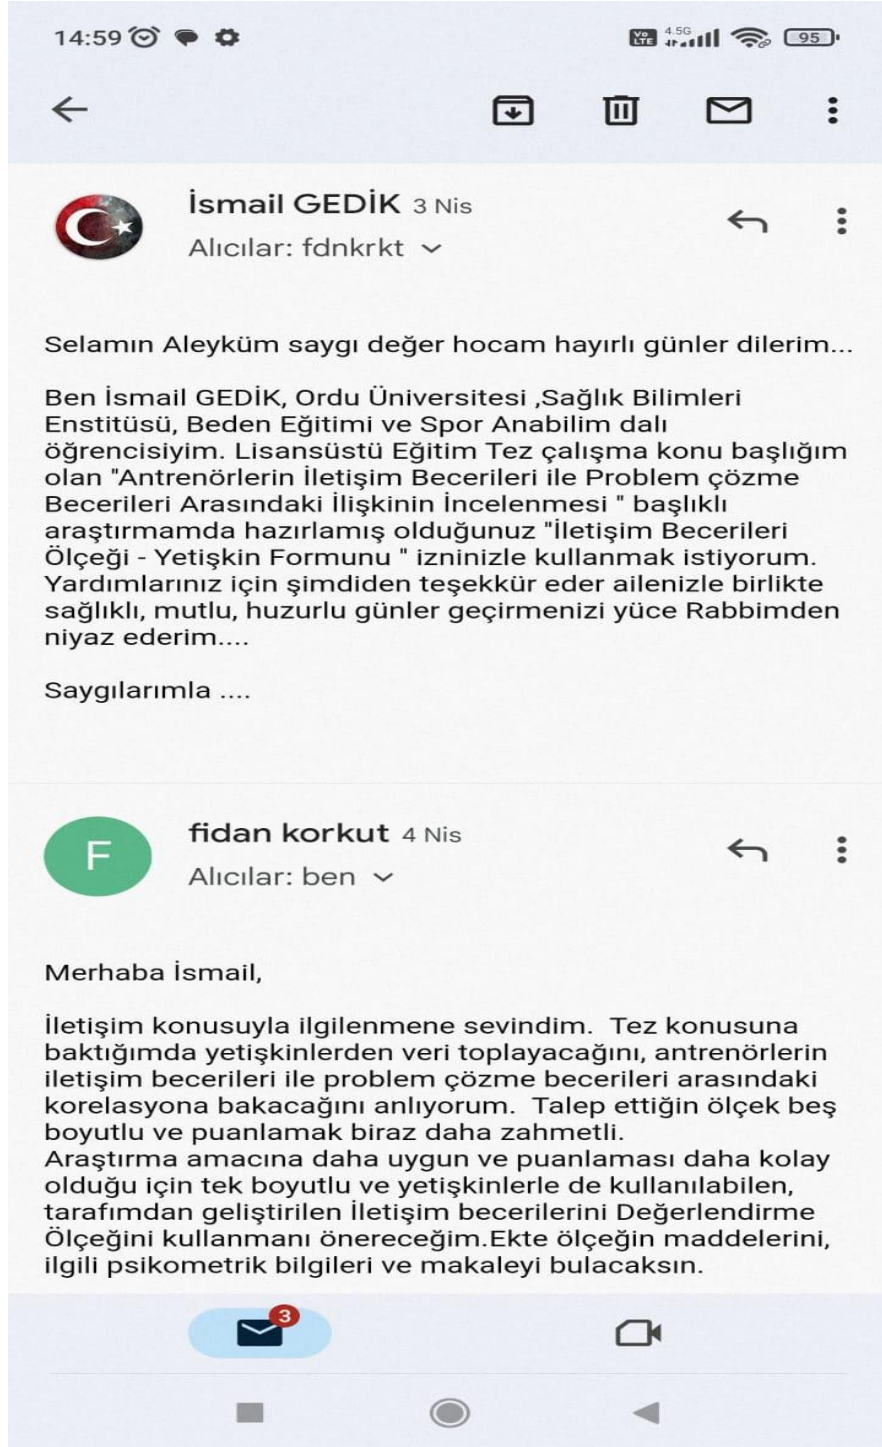 14:59
Vo LTE 4.5G 95
İsmail GEDİK 3 Nis
Alıcılar: fdnkrkt
Selamın Aleyküm saygı değer hocam hayırlı günler dilerim...
Ben İsmail GEDİK, Ordu Üniversitesi ,Sağlık Bilimleri
Enstitüsü, Beden Eğitimi ve Spor Anabilim dalı
öğrencisiyim. Lisansüstü Eğitim Tez çalışma konu başlığım
olan "Antrenörlerin İletişim Becerileri ile Problem çözme
Becerileri Arasındaki İlişkinin İncelenmesi " başlıklı
araştırmamda hazırlamış olduğunuz "İletişim Becerileri
Ölçeği - Yetişkin Formunu " izninizle kullanmak istiyorum.
Yardımlarınız için şimdiden teşekkür eder ailenizle birlikte
sağlıklı, mutlu, huzurlu günler geçirmenizi yüce Rabbimden
niyaz ederim....
Saygılarımla ....
F
fidan korkut 4 Nis
Alıcılar: ben
Merhaba İsmail,
İletişim konusuyla ilgilenmene sevindim. Tez konusuna
baktığımda yetişkinlerden veri toplayacağını, antrenörlerin
iletişim becerileri ile problem çözme becerileri arasındaki
korelasyona bakacağını anlıyorum. Talep ettiğin ölçek beş
boyutlu ve puanlamak biraz daha zahmetli.
Araştırma amacına daha uygun ve puanlaması daha kolay
olduğu için tek boyutlu ve yetişkinlerle de kullanılabilen,
tarafımdan geliştirilen İletişim becerilerini Değerlendirme
Ölçeğini kullanmanı önereceğim.Ekte ölçeğin maddelerini,
ilgili psikometrik bilgileri ve makaleyi bulacaksın.
3